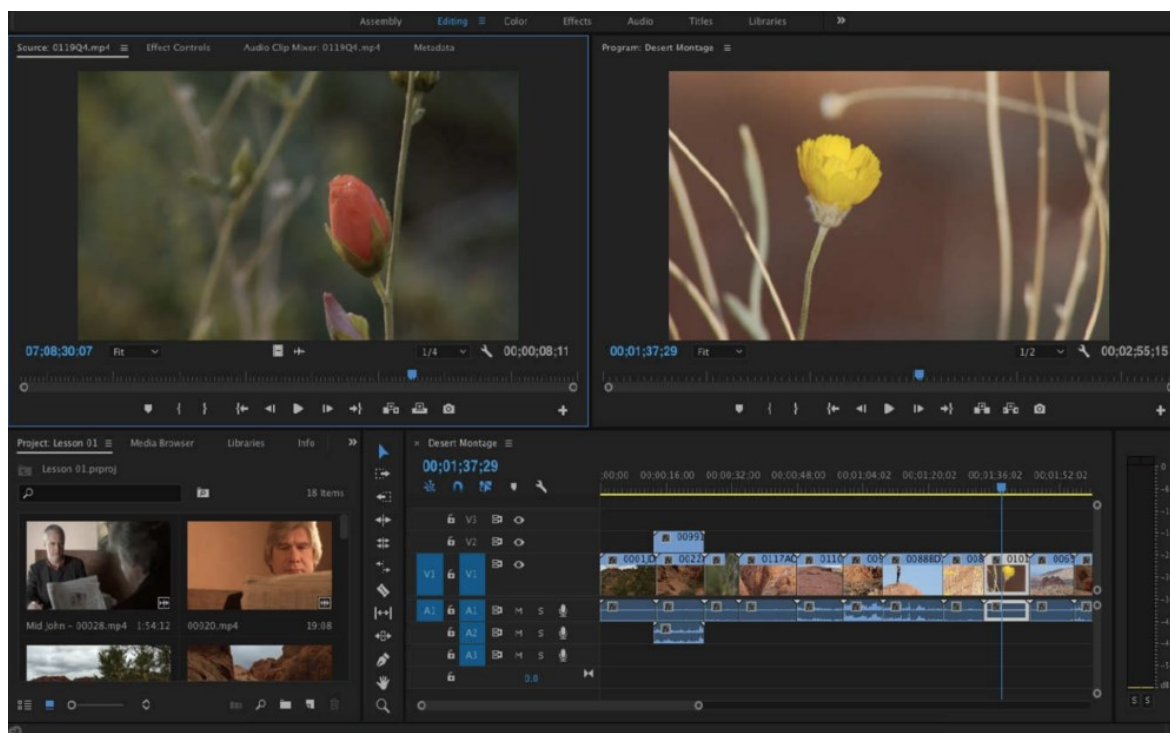 Assembly Editing Color Effects Audio Titles Libraries
Source: 0119Q4.mp4 Effect Controls Audio Clip Mixer: 0119Q4.mp4 Metadata
Program: Desert Montage
07;08;30;07 Fit 1/4 00;00;08;11
00;01;37;29 Fit 1/2 00;02;55;15
Project: Lesson 01 Media Browser Libraries Info
Lesson 01.prproj
18 Items
Mid John - 00028.mp4 1:54:12
00020.mp4 19:08
× Desert Montage
00;01;37;29
;00;00 00;00;16;00 00;00;32;00 00;00;48;00 00;01;04;02 00;01;20;02 00;01;36;02 00;01;52;02
V3
V2
00991
V1 V1
0117AC 0110 00888D 008 0101
A1 A1 M S
A2 M S
A3 M S
0.0
S S